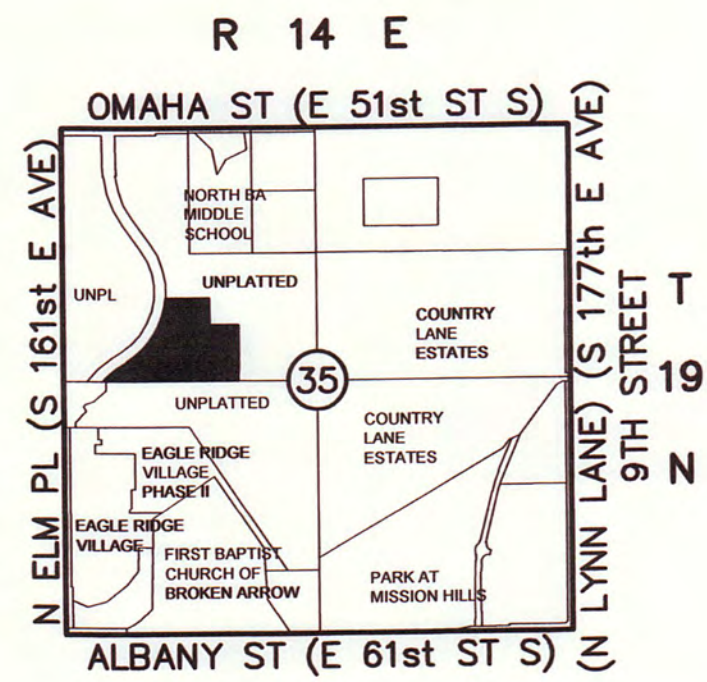 R 14 E
OMAHA ST (E 51st ST S)
N ELM PL (S 161st E AVE)
(N LYNN LANE) (S 177th E AVE)
9TH STREET
T
19
N
NORTH BA
MIDDLE
SCHOOL
UNPL
UNPLATTED
COUNTRY
LANE
ESTATES
35
UNPLATTED
COUNTRY
LANE
ESTATES
EAGLE RIDGE
VILLAGE
PHASE II
EAGLE RIDGE
VILLAGE
FIRST BAPTIST
CHURCH OF
BROKEN ARROW
PARK AT
MISSION HILLS
ALBANY ST (E 61st ST S)